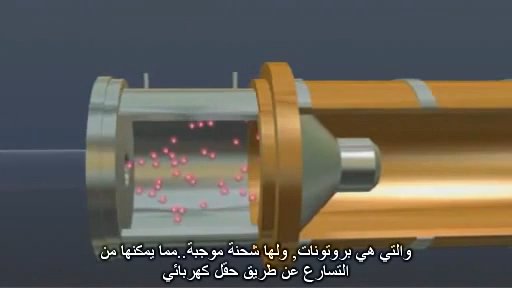 والتي هي بروتونات, ولها شحنة موجبة..مما يمكنها من
التسارع عن طريق حقل كهربائي